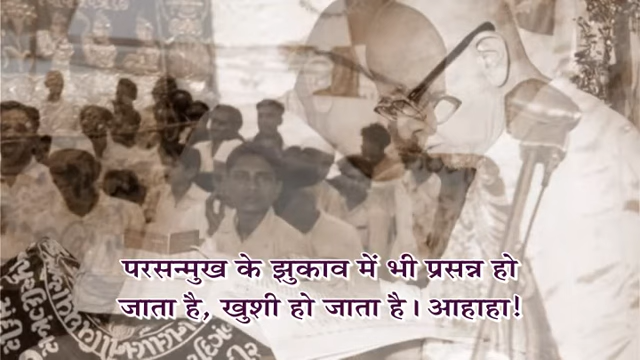 परसन्मुख के झुकाव में भी प्रसन्न हो
जाता है, खुशी हो जाता है। आहाहा!